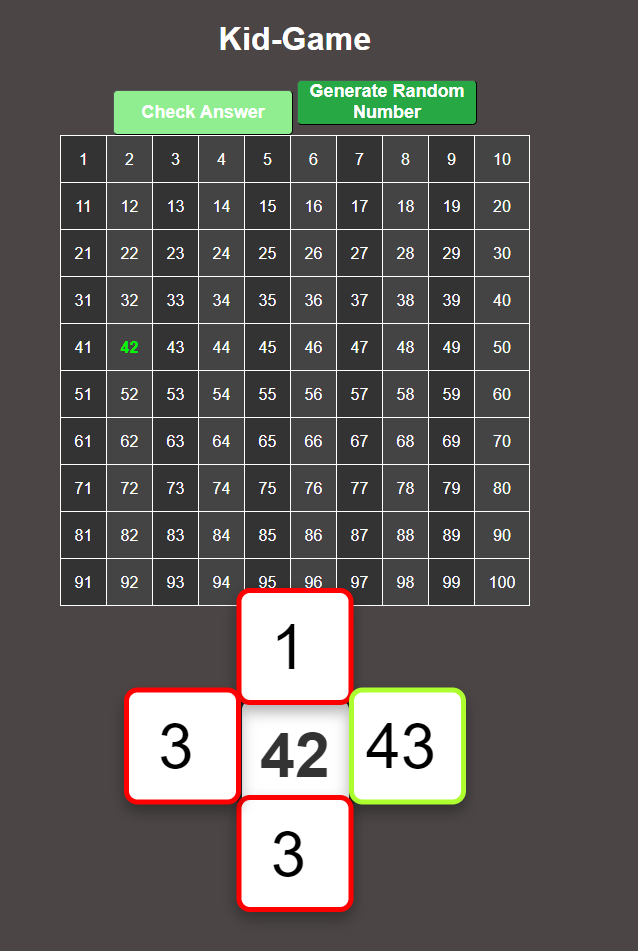 Kid-Game
Check Answer
Generate Random
Number
1 2 3 4 5 6 7 8 9 10
11 12 13 14 15 16 17 18 19 20
21 22 23 24 25 26 27 28 29 30
31 32 33 34 35 36 37 38 39 40
41 42 43 44 45 46 47 48 49 50
51 52 53 54 55 56 57 58 59 60
61 62 63 64 65 66 67 68 69 70
71 72 73 74 75 76 77 78 79 80
81 82 83 84 85 86 87 88 89 90
91 92 93 94 95 96 97 98 99 100
1
3 42 43
3